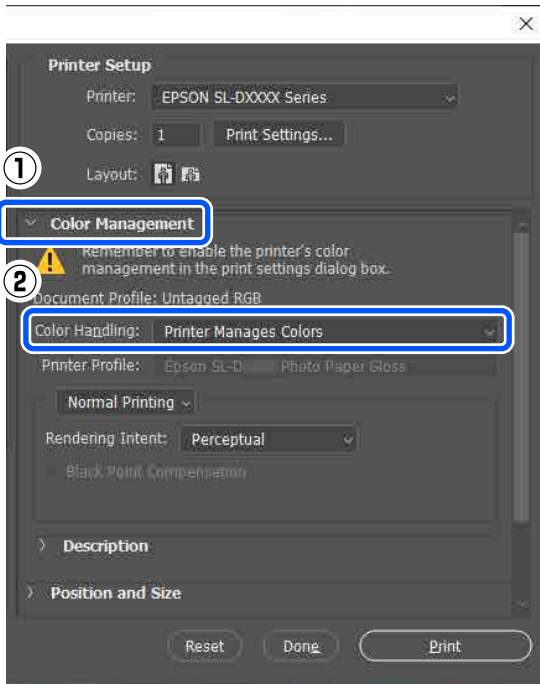 Printer Setup
Printer: EPSON SL-DXXXX Series
Copies: 1 Print Settings...
Layout:
①
Color Management
Remember to enable the printer's color
management in the print settings dialog box.
②
Document Profile: Untagged RGB
Color Handling: Printer Manages Colors
Printer Profile: Epson SL-D Photo Paper Gloss
Normal Printing
Rendering Intent: Perceptual
Black Point Compensation
Description
Position and Size
Reset Done Print